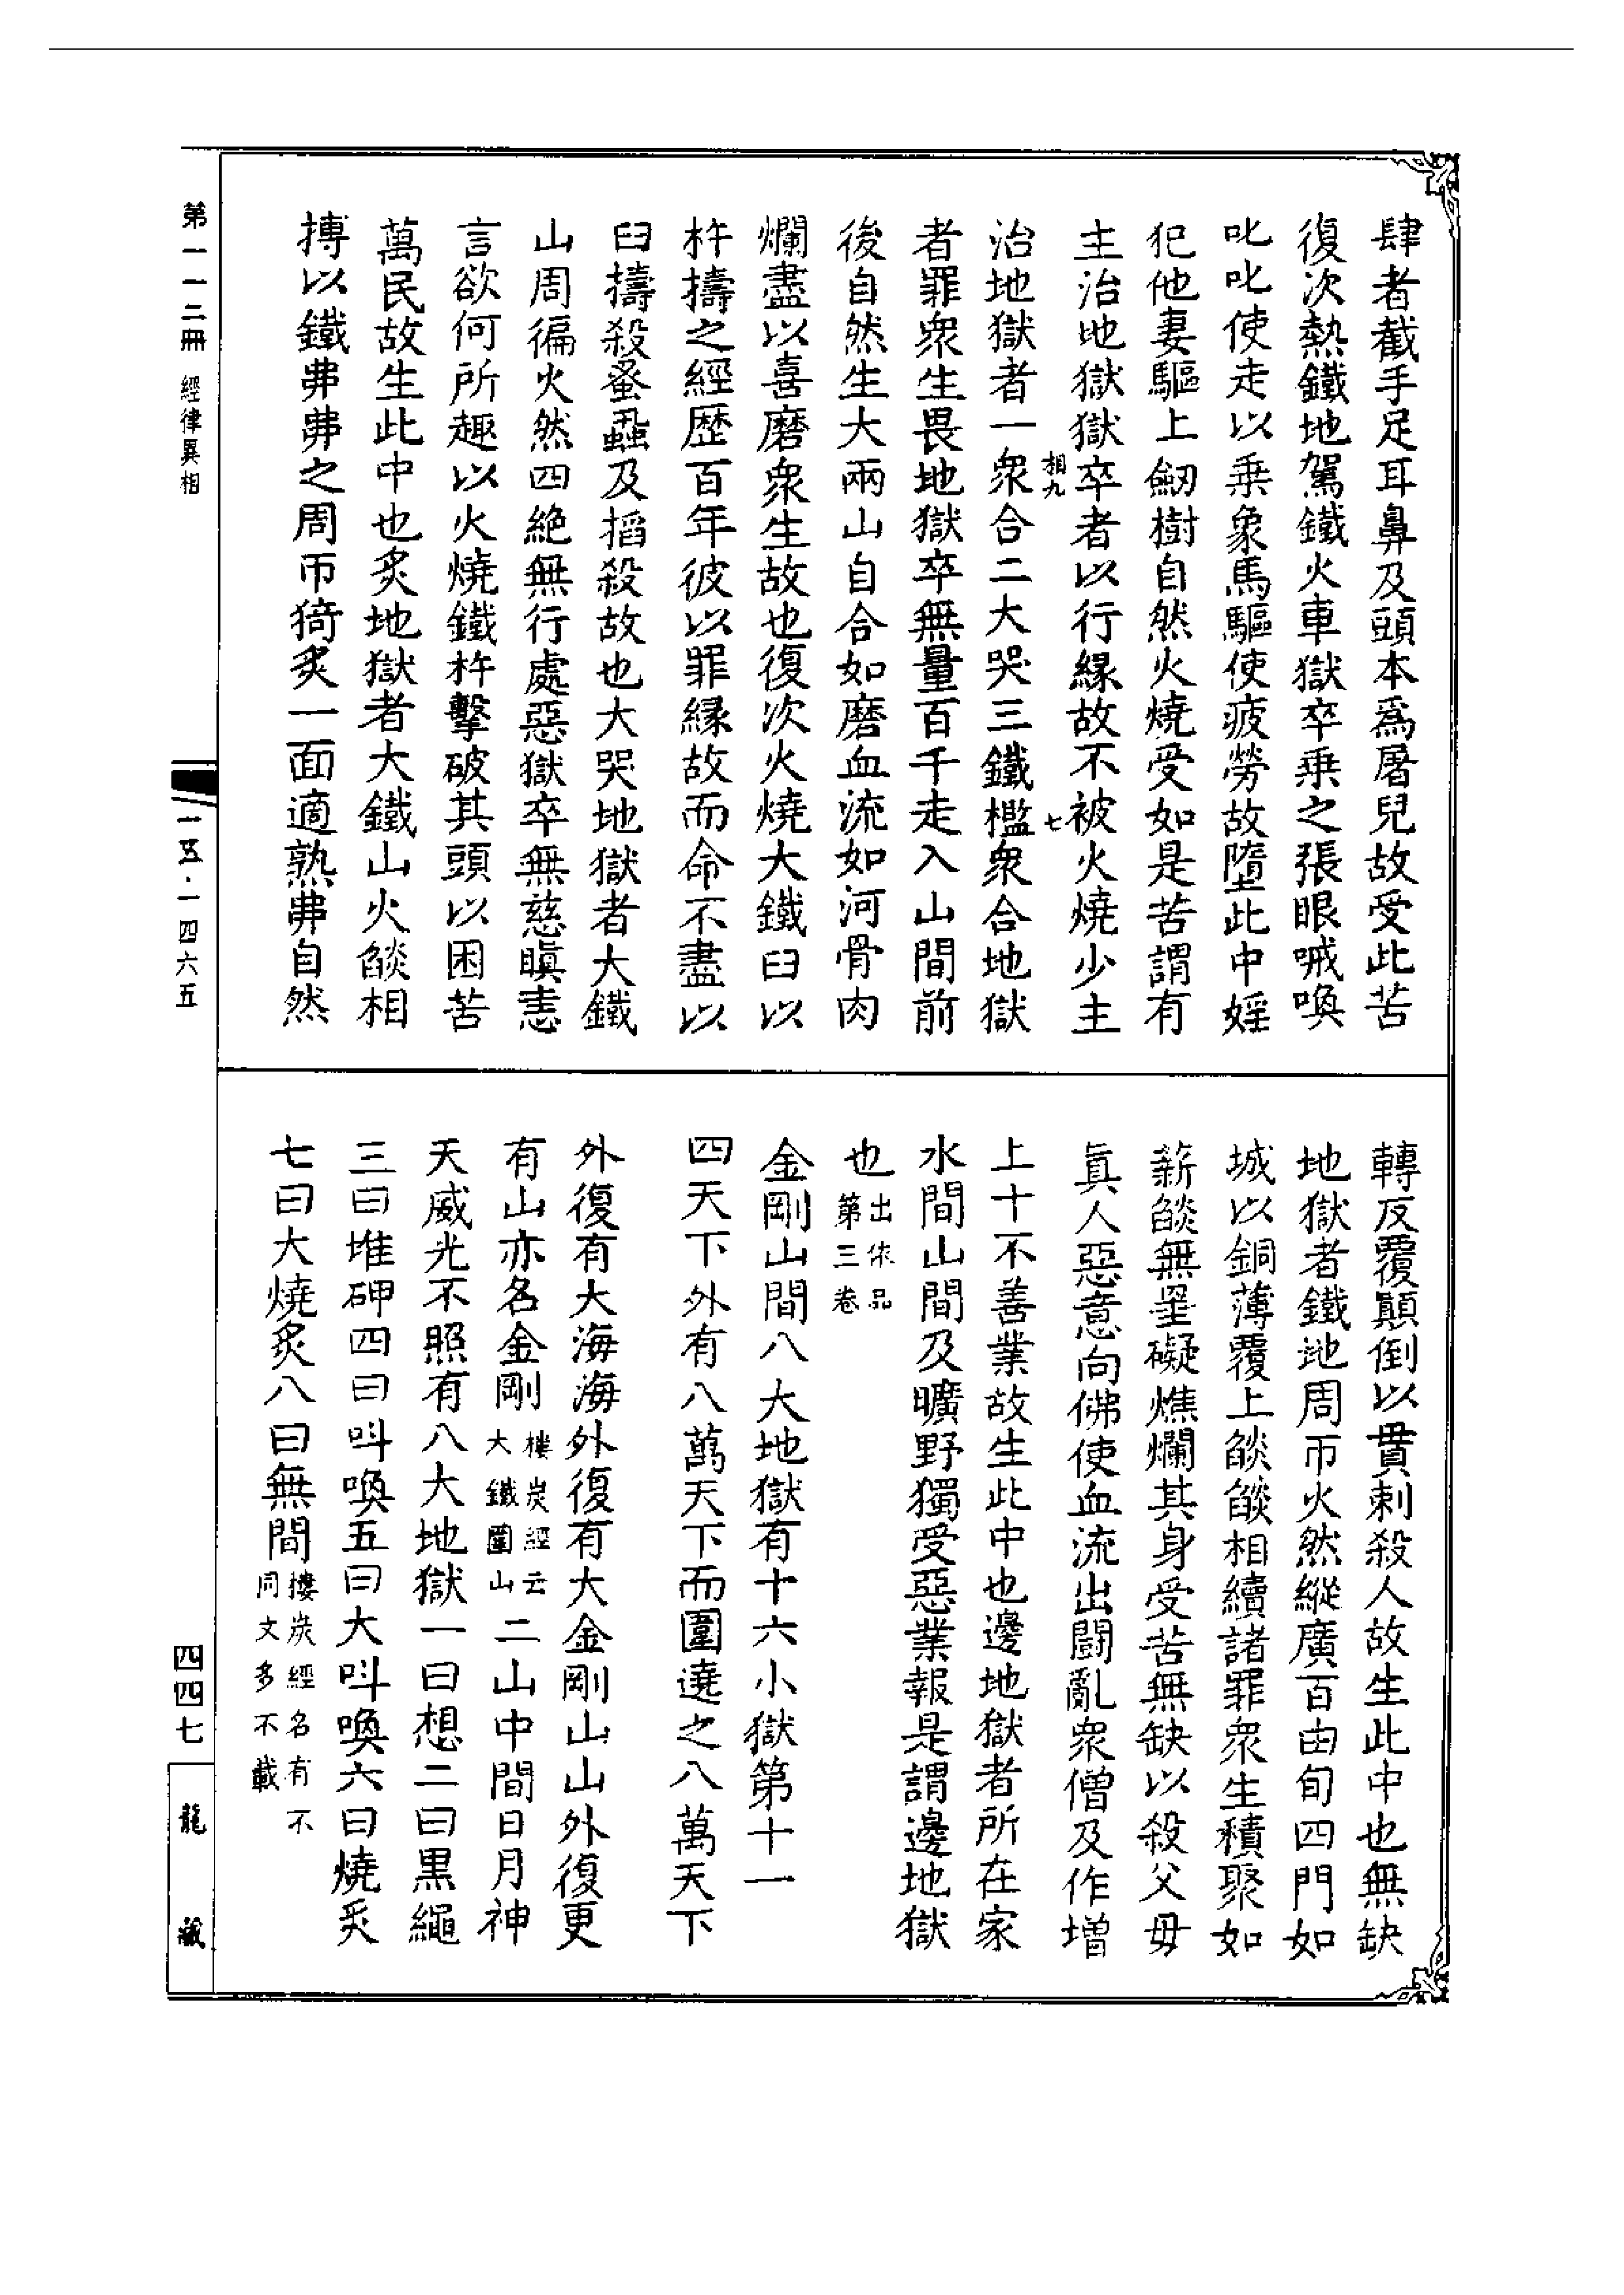 肆者截手足耳鼻及頭本為屠兒故受此苦
復次熱鐵地駕鐵火車獄卒乘之張眼喊喚
叱叱使走以乘象馬驅使疲勞故墮此中婬
犯他妻驅上劒樹自然火燒受如是苦謂有
主治地獄獄卒者以行緣故不被火燒少主
相九
七
治地獄者一衆合二大哭三鐵檻衆合地獄
者罪衆生畏地獄卒無量百千走入山間前
後自然生大兩山自合如磨血流如河骨肉
爛盡以喜磨衆生故也復次火燒大鐵臼以
杵擣之經歷百年彼以罪緣故而命不盡以
臼擣殺蚤蝨及搯殺故也大哭地獄者大鐵
山周徧火然四絕無行處惡獄卒無慈瞋恚
言欲何所趣以火燒鐵杵擊破其頭以困苦
萬民故生此中也炙地獄者大鐵山火燄相
搏以鐵弗弗之周帀猗炙一面適熟弗自然
轉反覆顚倒以貫刺殺人故生此中也無缺
地獄者鐵地周帀火然縱廣百由旬四門如
城以銅薄覆上燄燄相續諸罪衆生積聚如
薪燄無罣礙燋爛其身受苦無缺以殺父母
眞人惡意向佛使血流出鬪亂衆僧及作增
上十不善業故生此中也邊地獄者所在家
水間山間及曠野獨受惡業報是謂邊地獄
也出依品第三卷
金剛山間八大地獄有十六小獄第十一
四天下外有八萬天下而圍遶之八萬天下
外復有大海海外復有大金剛山山外復更
有山亦名金剛樓炭經云大鐵圍山二山中間日月神
天威光不照有八大地獄一曰想二曰黑繩
三曰堆砷四曰叫喚五曰大叫喚六曰燒炙
七曰大燒炙八曰無間樓炭經名有不同文多不載
第一一二冊 經律異相
一五·一四六五
四四七
龍藏